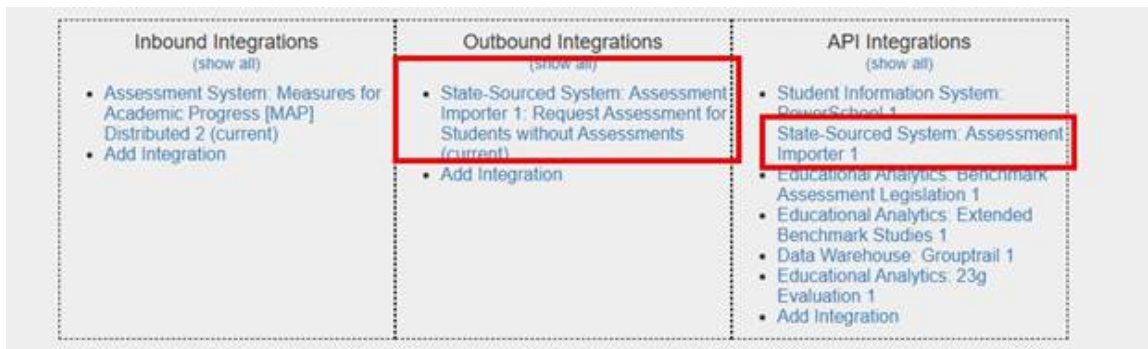 Inbound Integrations
(show all)
• Assessment System: Measures for
Academic Progress [MAP]
Distributed 2 (current)
• Add Integration
Outbound Integrations
(show all)
• State-Sourced System: Assessment
Importer 1: Request Assessment for
Students without Assessments
(current)
• Add Integration
API Integrations
(show all)
• Student Information System:
PowerSchool 1
State-Sourced System: Assessment
Importer 1
• Educational Analytics: Benchmark
Assessment Legislation 1
• Educational Analytics: Extended
Benchmark Studies 1
• Data Warehouse: Grouptrail 1
• Educational Analytics: 23g
Evaluation 1
• Add Integration